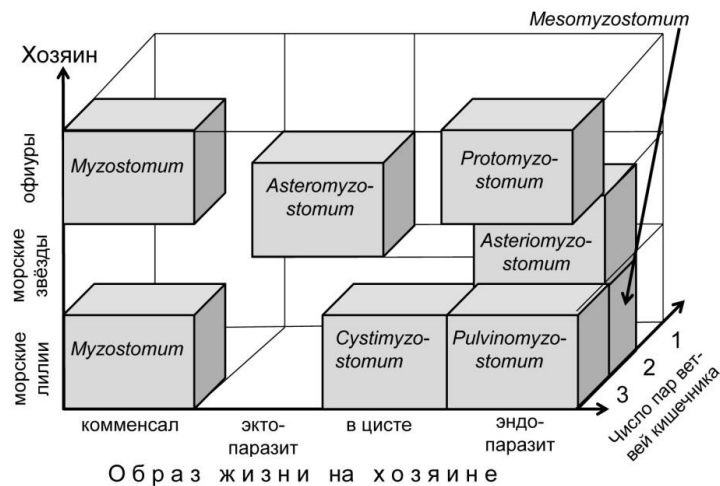 Mesomyzostomum
Хозяин
офиуры
морские
звёзды
морские
лилии
Myzostomum
Asteromyzo-
stomum
Protomyzo-
stomum
Asteriomyzo-
stomum
Myzostomum
Cystimyzo-
stomum
Pulvinomyzo-
stomum
1
2
3
Число пар вет-
вей кишечника
комменсал
экто-
паразит
в цисте
эндо-
паразит
Образ жизни на хозяине